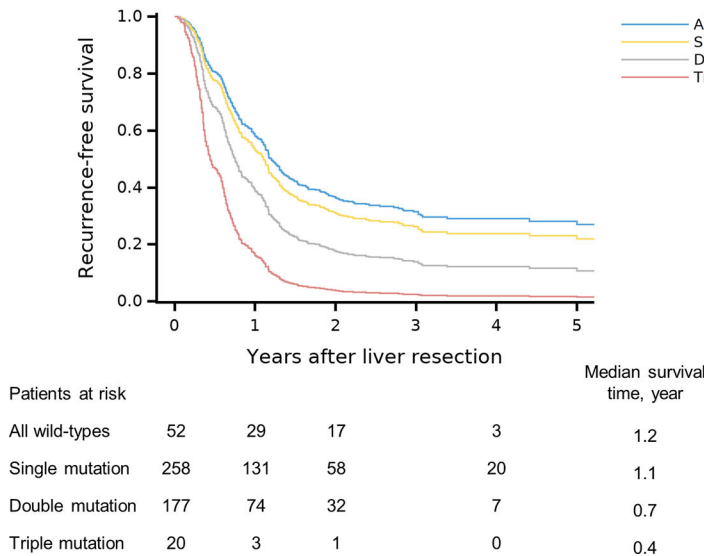 Recurrence-free survival
1.0
0.8
0.6
0.4
0.2
0.0
0 1 2 3 4 5
Years after liver resection
A
S
D
T
Patients at risk
Median survival
time, year
All wild-types 52 29 17 3 1.2
Single mutation 258 131 58 20 1.1
Double mutation 177 74 32 7 0.7
Triple mutation 20 3 1 0 0.4